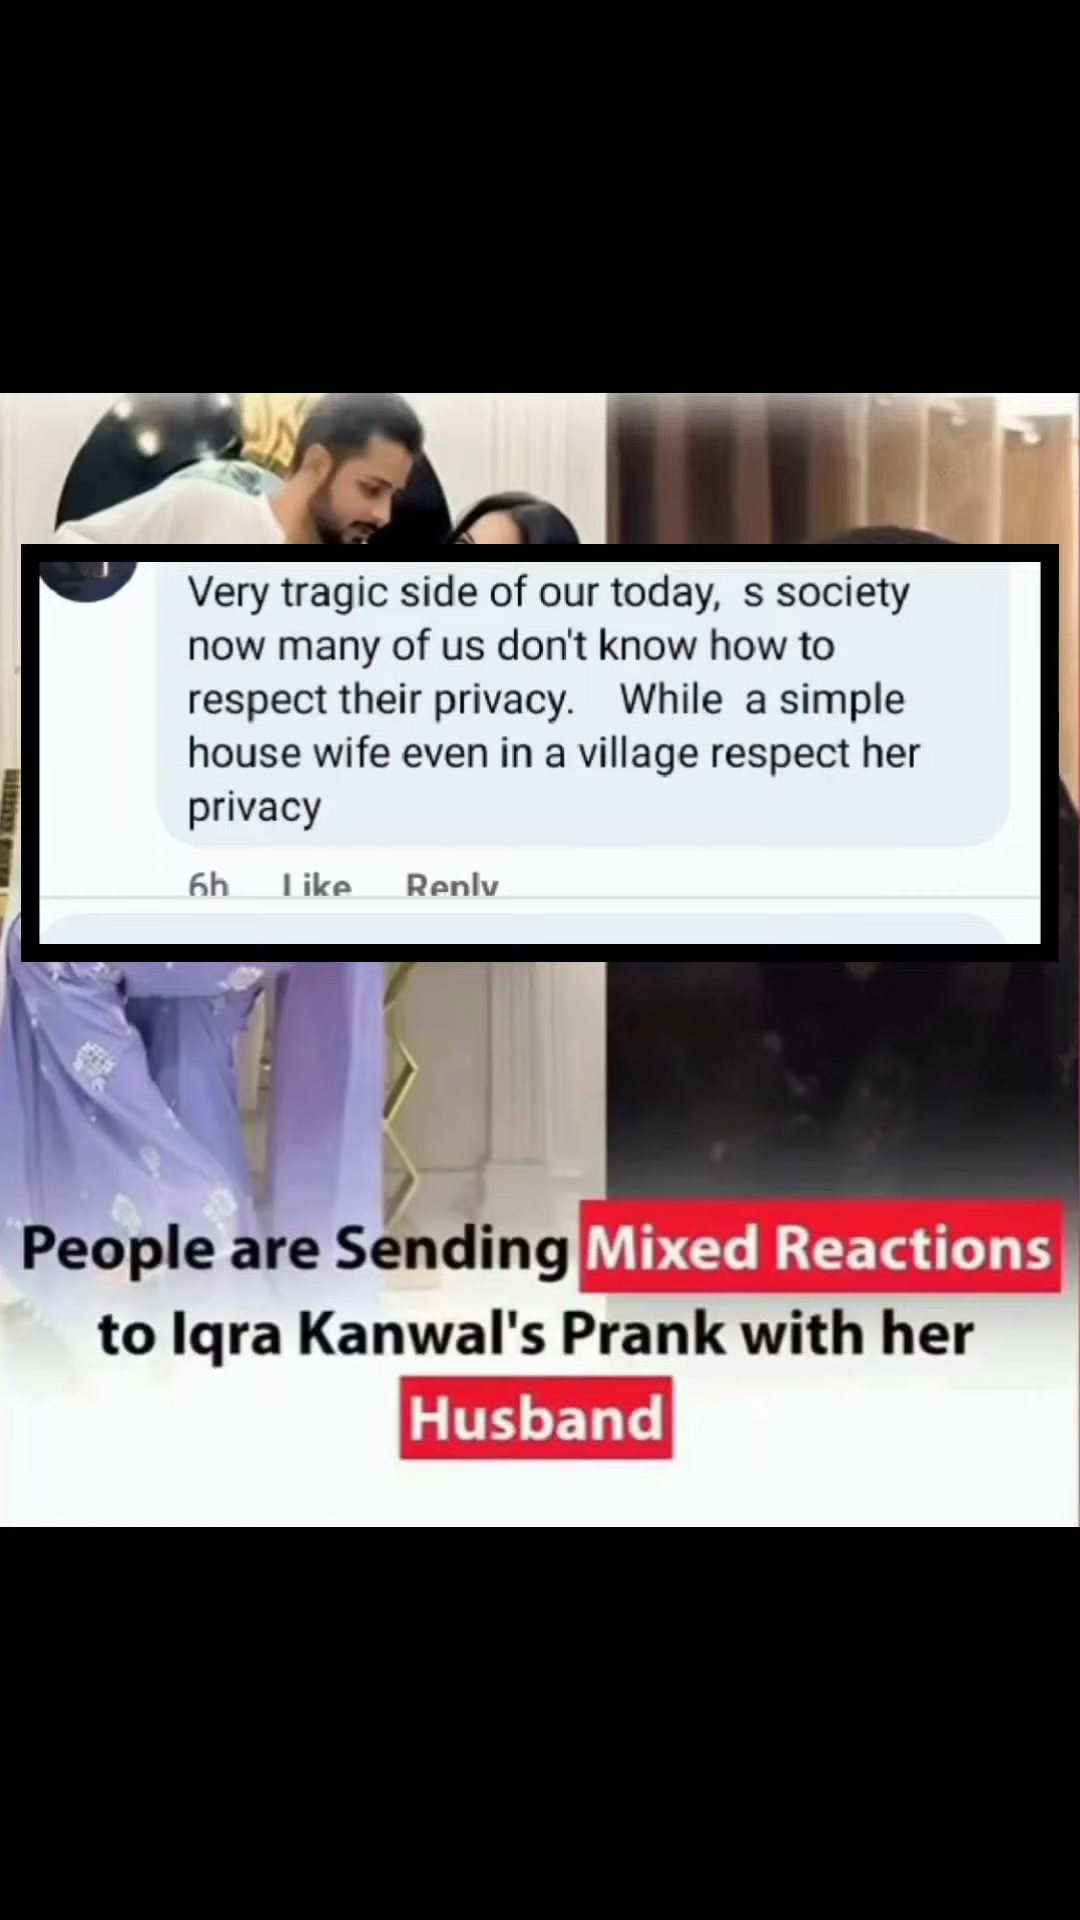 Very tragic side of our today,  s society
now many of us don't know how to
respect their privacy.    While  a simple
house wife even in a village respect her
privacy
6h Like Reply
People are Sending Mixed Reactions
to Iqra Kanwal's Prank with her
Husband